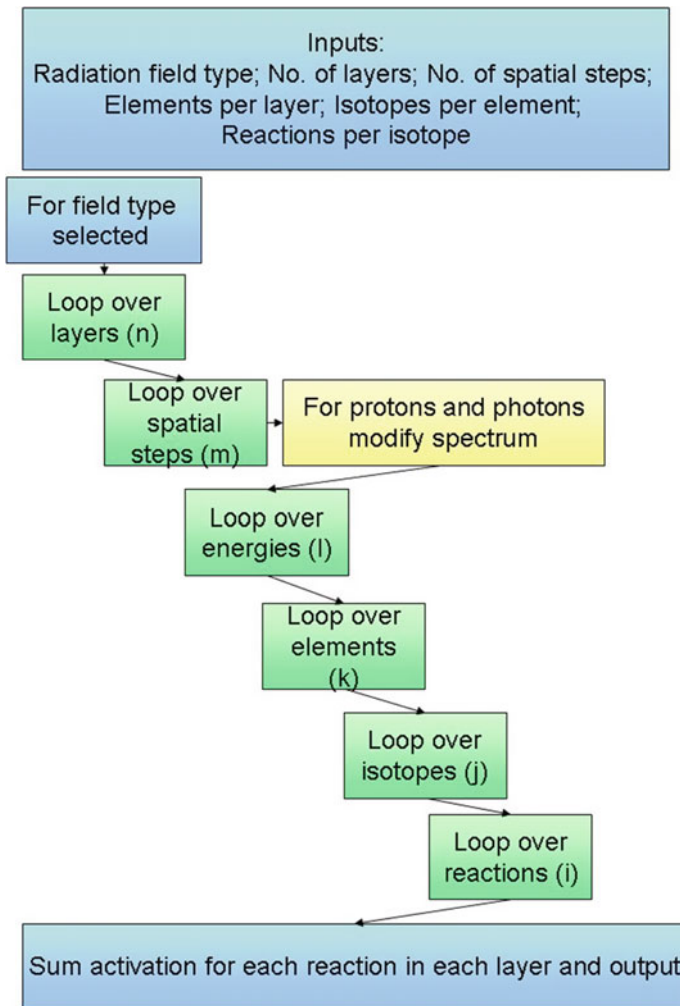 Inputs:
Radiation field type; No. of layers; No. of spatial steps;
Elements per layer; Isotopes per element;
Reactions per isotope
For field type
selected
Loop over
layers (n)
Loop over
spatial
steps (m)
For protons and photons
modify spectrum
Loop over
energies (l)
Loop over
elements
(k)
Loop over
isotopes (j)
Loop over
reactions (i)
Sum activation for each reaction in each layer and output